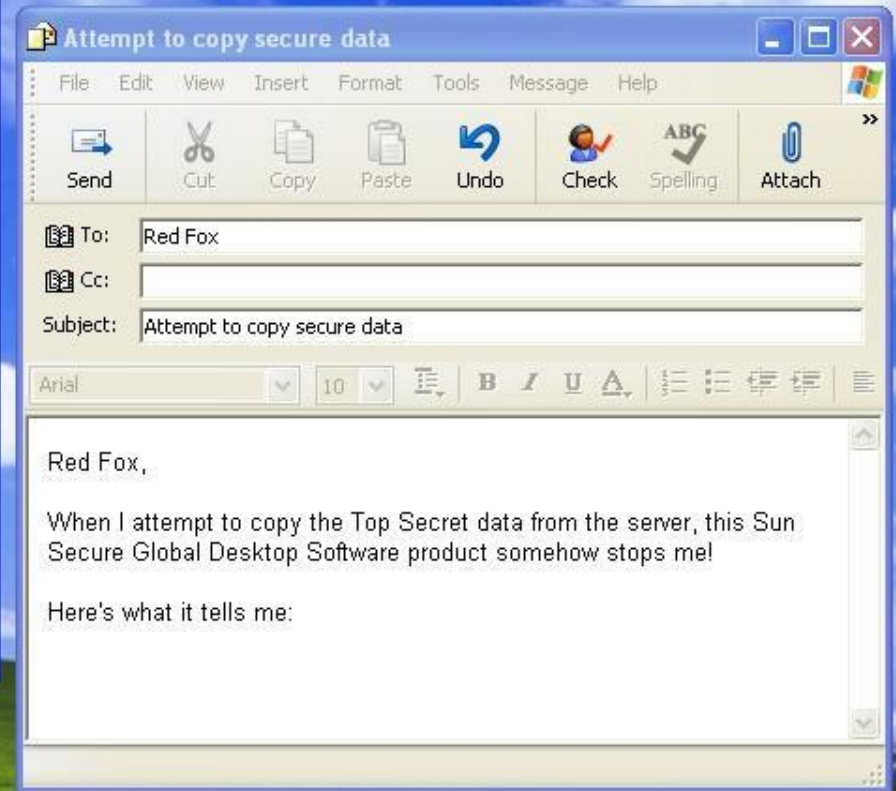 Attempt to copy secure data
File Edit View Insert Format Tools Message Help
Send Cut Copy Paste Undo Check ABC Spelling Attach »
To: Red Fox
Cc:
Subject: Attempt to copy secure data
Arial 10 B I U A
Red Fox,
When I attempt to copy the Top Secret data from the server, this Sun
Secure Global Desktop Software product somehow stops me!
Here's what it tells me: